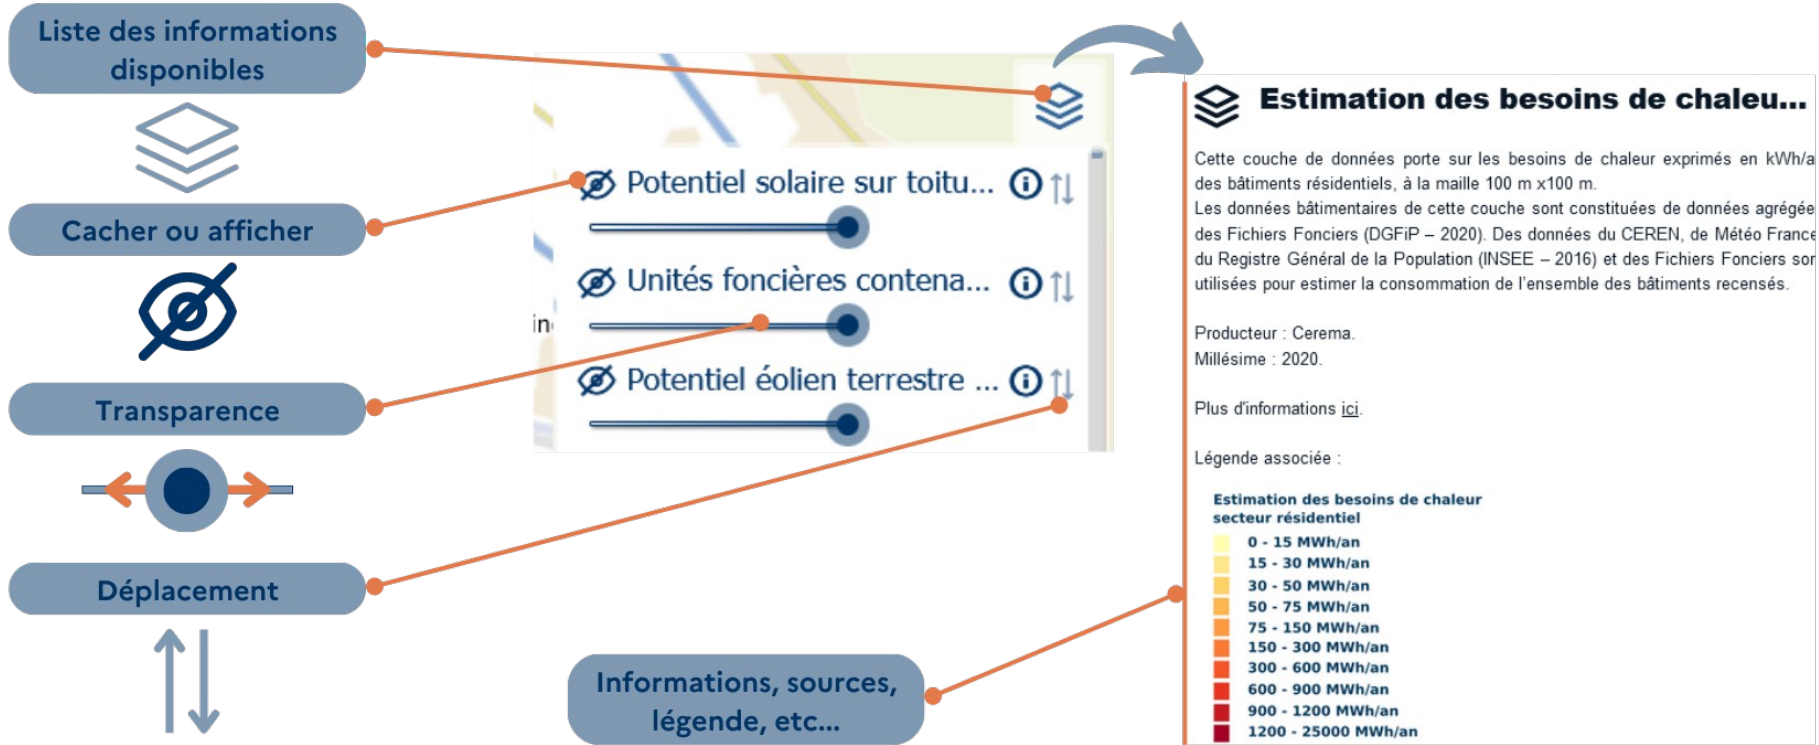 Liste des informations
disponibles
Cacher ou afficher
Transparence
Déplacement
Potentiel solaire sur toitu...
Unités foncières contena...
Potentiel éolien terrestre ...
Informations, sources,
légende, etc...
Estimation des besoins de chaleu...
Cette couche de données porte sur les besoins de chaleur exprimés en kWh/a
des bâtiments résidentiels, à la maille 100 m x100 m.
Les données bâtimentaires de cette couche sont constituées de données agrégée
des Fichiers Fonciers (DGFiP – 2020). Des données du CEREN, de Météo France
du Registre Général de la Population (INSEE – 2016) et des Fichiers Fonciers son
utilisées pour estimer la consommation de l'ensemble des bâtiments recensés.
Producteur : Cerema.
Millésime : 2020.
Plus d'informations ici.
Légende associée :
Estimation des besoins de chaleur
secteur résidentiel
0 - 15 MWh/an
15 - 30 MWh/an
30 - 50 MWh/an
50 - 75 MWh/an
75 - 150 MWh/an
150 - 300 MWh/an
300 - 600 MWh/an
600 - 900 MWh/an
900 - 1200 MWh/an
1200 - 25000 MWh/an